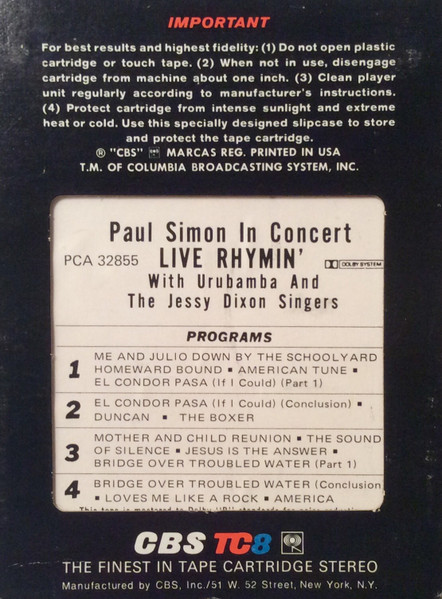 IMPORTANT
For best results and highest fidelity: (1) Do not open plastic
cartridge or touch tape. (2) When not in use, disengage
cartridge from machine about one inch. (3) Clean player
unit regularly according to manufacturer's instructions.
(4) Protect cartridge from intense sunlight and extreme
heat or cold. Use this specially designed slipcase to store
and protect the tape cartridge.
® "CBS" MARCAS REG. PRINTED IN USA
T.M. OF COLUMBIA BROADCASTING SYSTEM, INC.
Paul Simon In Concert
PCA 32855 LIVE RHYMIN' DOLBY SYSTEM
With Urubamba And
The Jessy Dixon Singers
PROGRAMS
1 ME AND JULIO DOWN BY THE SCHOOLYARD
HOMEWARD BOUND ▪ AMERICAN TUNE ▪
EL CONDOR PASA (If I Could) (Part 1)
2 EL CONDOR PASA (If I Could) (Conclusion) ▪
DUNCAN ▪ THE BOXER
3 MOTHER AND CHILD REUNION ▪ THE SOUND
OF SILENCE ▪ JESUS IS THE ANSWER ▪
BRIDGE OVER TROUBLED WATER (Part 1)
4 BRIDGE OVER TROUBLED WATER (Conclusion
▪ LOVES ME LIKE A ROCK ▪ AMERICA
This tape is mastered to Dolby "B" standards for
CBS TC8
THE FINEST IN TAPE CARTRIDGE STEREO
Manufactured by CBS, Inc./51 W. 52 Street, New York, N.Y.